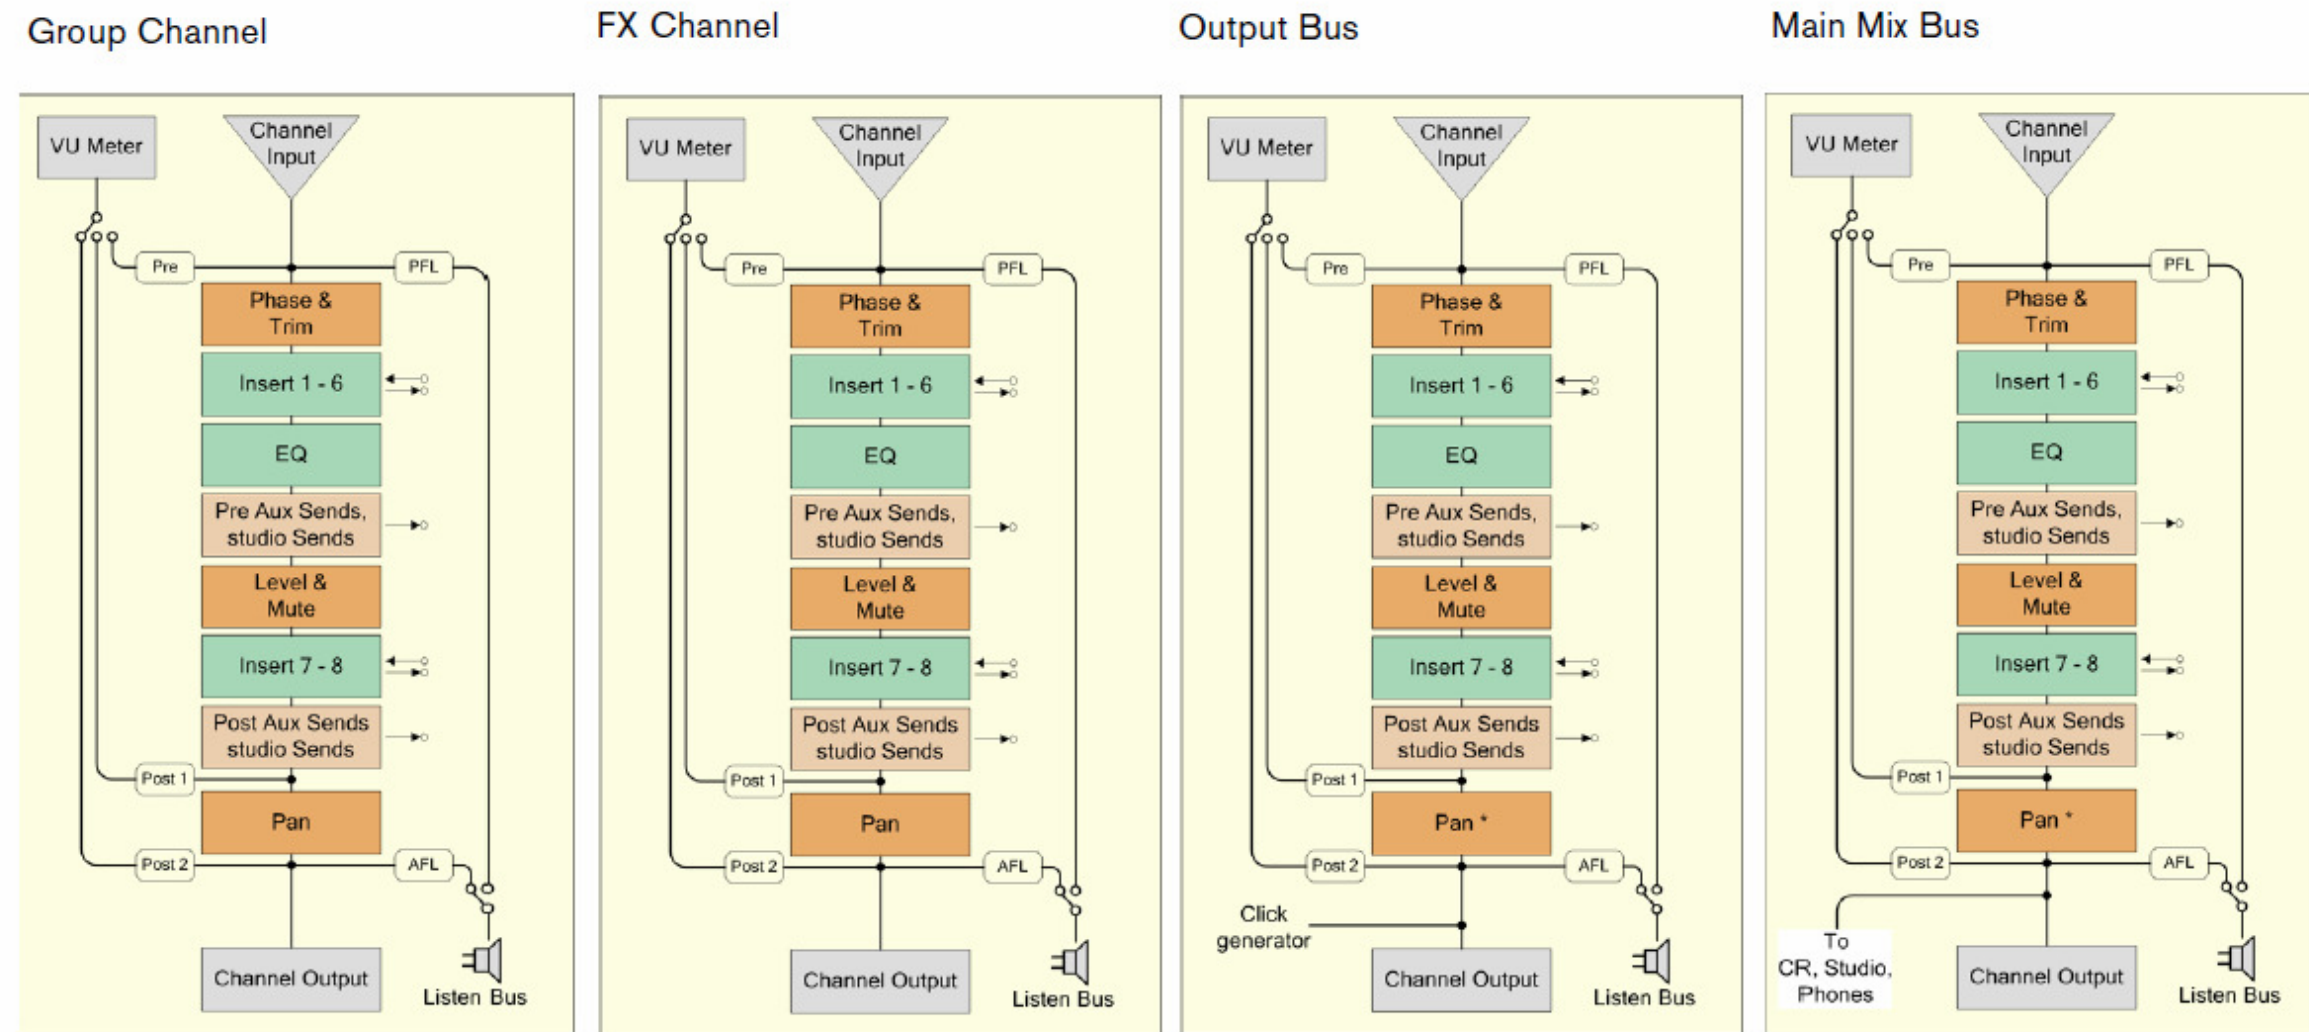 Group Channel
VU Meter
Channel
Input
Pre
PFL
Phase &
Trim
Insert 1 - 6
EQ
Pre Aux Sends,
studio Sends
Level &
Mute
Insert 7 - 8
Post Aux Sends
studio Sends
Post 1
Pan
Post 2
AFL
Channel Output
Listen Bus
FX Channel
VU Meter
Channel
Input
Pre
PFL
Phase &
Trim
Insert 1 - 6
EQ
Pre Aux Sends,
studio Sends
Level &
Mute
Insert 7 - 8
Post Aux Sends
studio Sends
Post 1
Pan
Post 2
AFL
Channel Output
Listen Bus
Output Bus
VU Meter
Channel
Input
Pre
PFL
Phase &
Trim
Insert 1 - 6
EQ
Pre Aux Sends,
studio Sends
Level &
Mute
Insert 7 - 8
Post Aux Sends
studio Sends
Post 1
Pan *
Post 2
AFL
Click
generator
Channel Output
Listen Bus
Main Mix Bus
VU Meter
Channel
Input
Pre
PFL
Phase &
Trim
Insert 1 - 6
EQ
Pre Aux Sends,
studio Sends
Level &
Mute
Insert 7 - 8
Post Aux Sends
studio Sends
Post 1
Pan *
Post 2
AFL
To
CR, Studio,
Phones
Channel Output
Listen Bus